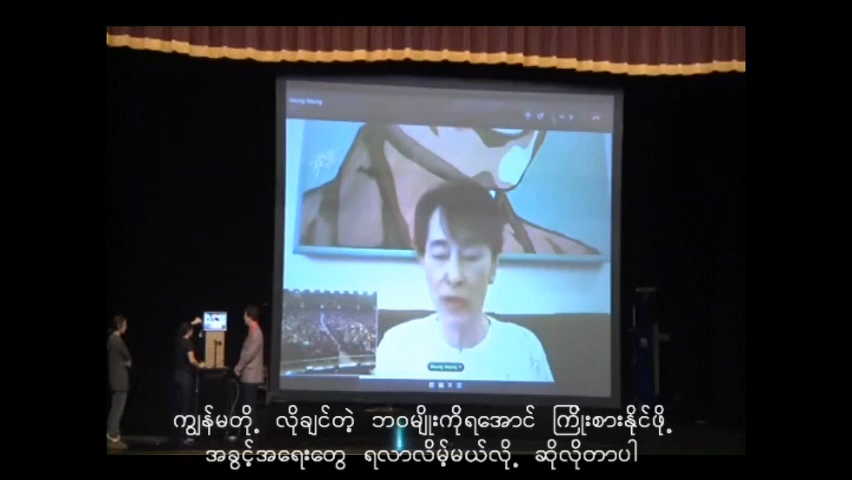 ကျွန်မတို့ လိုချင်တဲ့ ဘဝမျိုးကိုရအောင် ကြိုးစားနိုင်ဖို့
အခွင့်အရေးတွေ ရလာလိမ့်မယ်လို့ ဆိုလိုတာပါ